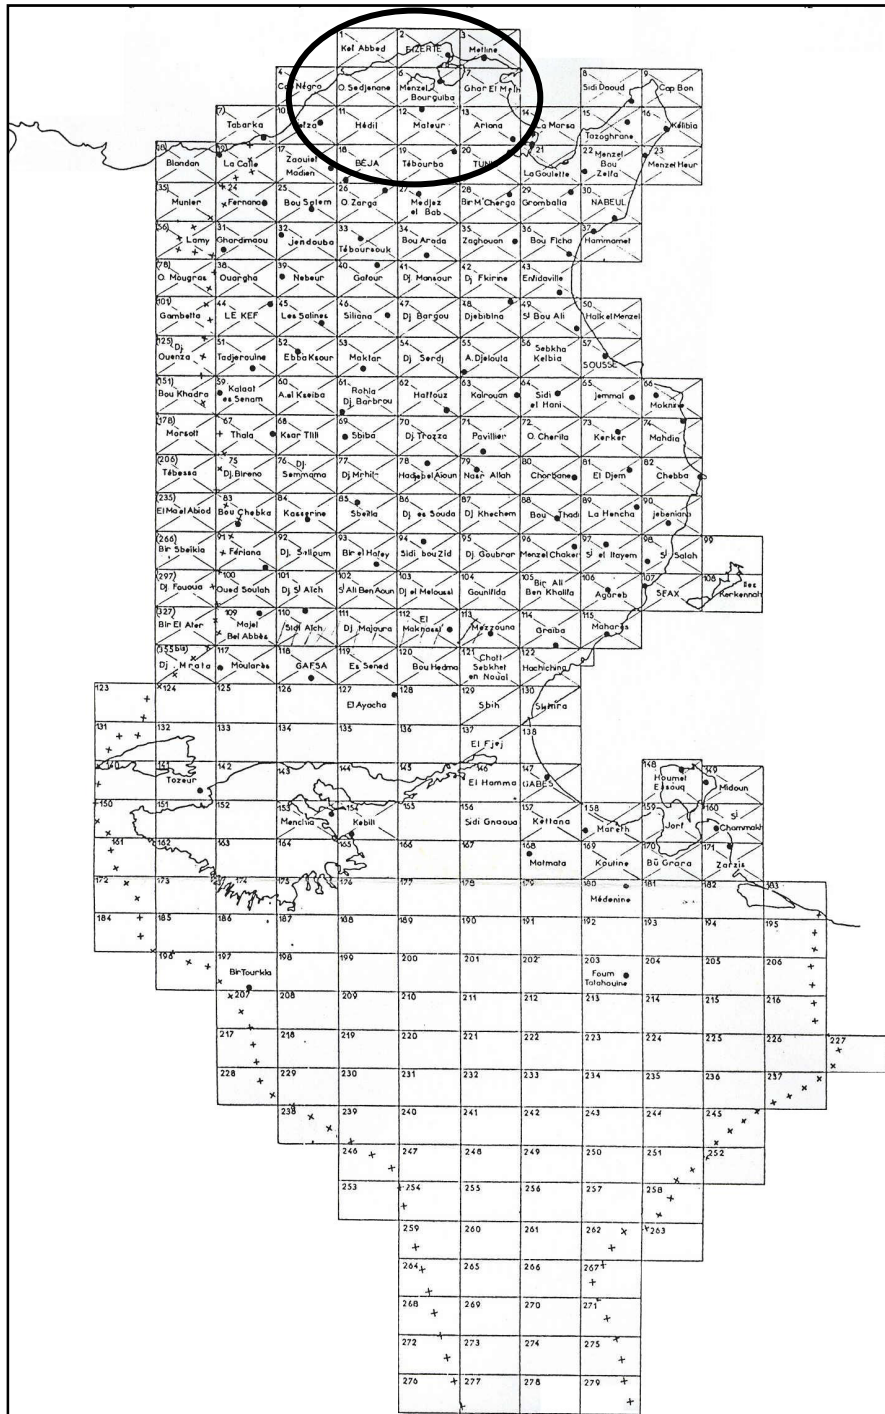 1 2 3
Kef Abbed BIZERTE Metline
4 5 6 7 8 9
Cap Négro O. Sedjenane Menzel Bourguiba Ghar El Melh Sidi Daoud Cap Bon
(7) 10 11 12 13 14 15 16
Tabarka Hédil Mateur Ariana La Marsa Tazoghrane Kélibia
17 18 19 20 21 22 23
Blandan La Calle Zaouiet Madien BÉJA Tébourba La Goulette Menzel Bou Zelfa Menzel Heur
(35) 24 25 26 27 28 29 30
Munier Fernana Bou Salem O. Zarga Medjez el Bab Bir M'Cherga Grombalia NABEUL
(56) 31 32 33 34 35 36 37
Lamy Ghardimaou Jendouba Téboursouk Bou Arada Zaghouan Bou Ficha Hammamet
(78) 38 39 40 41 42 43
O. Mougras Ouargha Nebeur Gafour Dj. Mansour Dj. Fkirine Enfidaville
(101) 44 45 46 47 48 49 50
Gambetta LE KEF Les Salines Siliana Dj. Bargou Djebibina Si Bou Ali Halk el Menzel
(125) 51 52 53 54 55 56 57
Dj. Ouenza Tadjerouine Ebba Ksour Maktar Dj. Serdj A. Djeloula Sebkha Kelbia SOUSSE
(151) 59 60 61 62 63 64 65 66
Bou Khadra Kalaat es Senam A. el Kseiba Rohia Dj. Barbrou Haffouz Kairouan Sidi el Hani Jemmal Moknine
(178) 67 68 69 70 71 72 73 74
Morsott Thala Ksar Tlili Sbiba Dj. Trozza Pavillier O. Cherita Kerker Mahdia
(206) 75 76 77 78 79 80 81 82
Tébessa Dj. Bireno Dj. Semmama Dj. Mrhila Hadjeb el Aioun Nasr Allah Chorbane El Djem Chebba
(235) 83 84 85 86 87 88 89 90
El Ma el Abiod Bou Chebka Kasserine Sbeïtla Dj. es Souda Dj. Khechem Bou Thadi La Hencha Jebeniana
(266) 91 92 93 94 95 96 97 98 99
Bir Sbeikia Fériana Dj. Selloum Bir el Hafey Sidi bou Zid Dj. Goubrar Menzel Chaker Si el Itayem Si Salah
(297) 100 101 102 103 104 105 106 107 108
Dj. Fououa Oued Soulah Dj. Si Aïch Si Ali Ben Aoun Dj. el Meloussi Gounifida Bir Ali Ben Khalifa Agareb SFAX Iles Kerkennah
(327) 109 110 111 112 113 114 115
Bir El Ater Majel Bel Abbès Sidi Aïch Dj. Majoura El Maknassi Mezzouna Graïba Maharès
(355 bis) 117 118 119 120 121 122
Dj. Mrata Moularès GAFSA Es Sened Bou Hedma Chott Sebkhet en Noual Hachichina
123 124 125 126 127 128 129 130
El Ayacha Sbih Skhira
131 132 133 134 135 136 137 138
El Fjej
140 141 142 143 144 145 146 147 148 149
Tozeur El Hamma GABÈS Houmet Essouq Midoun
150 151 152 153 154 155 156 157 158 159 160
Menchia Kebili Sidi Gnaoua Kettana Mareth Jorf Si Chammakh
161 162 163 164 165 166 167 168 169 170 171
Matmata Koutine Bû Grara Zarzis
172 173 174 175 176 177 178 179 180 181 182 183
Médenine
184 185 186 187 188 189 190 191 192 193 194 195
196 197 198 199 200 201 202 203 204 205 206
Bir Tourkia Foum Tatahouine
207 208 209 210 211 212 213 214 215 216
217 218 219 220 221 222 223 224 225 226 227
228 229 230 231 232 233 234 235 236 237
238 239 240 241 242 243 244 245
246 247 248 249 250 251 252
253 254 255 256 257 258
259 260 261 262 263
264 265 266 267
268 269 270 271
272 273 274 275
276 277 278 279